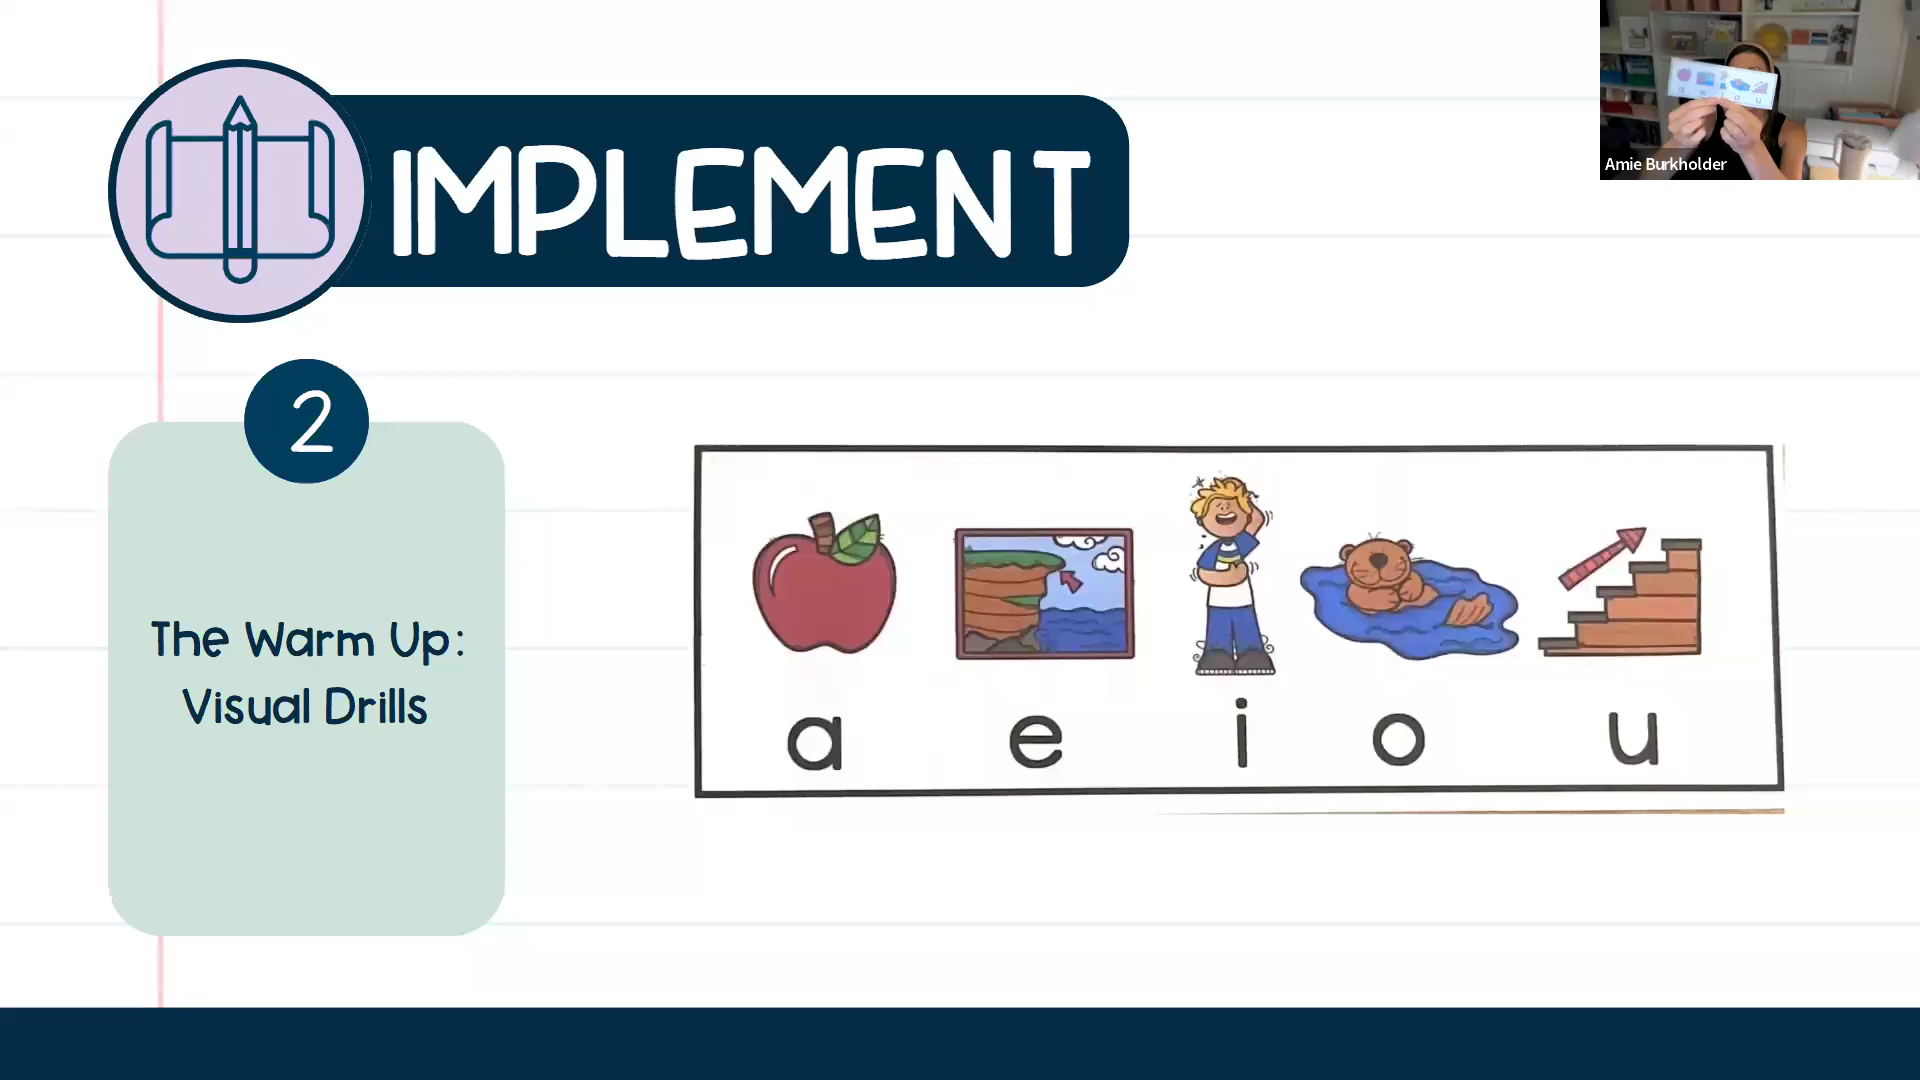 IMPLEMENT
Amie Burkholder
2
The Warm Up:
Visual Drills
a e i o u
a e i o u